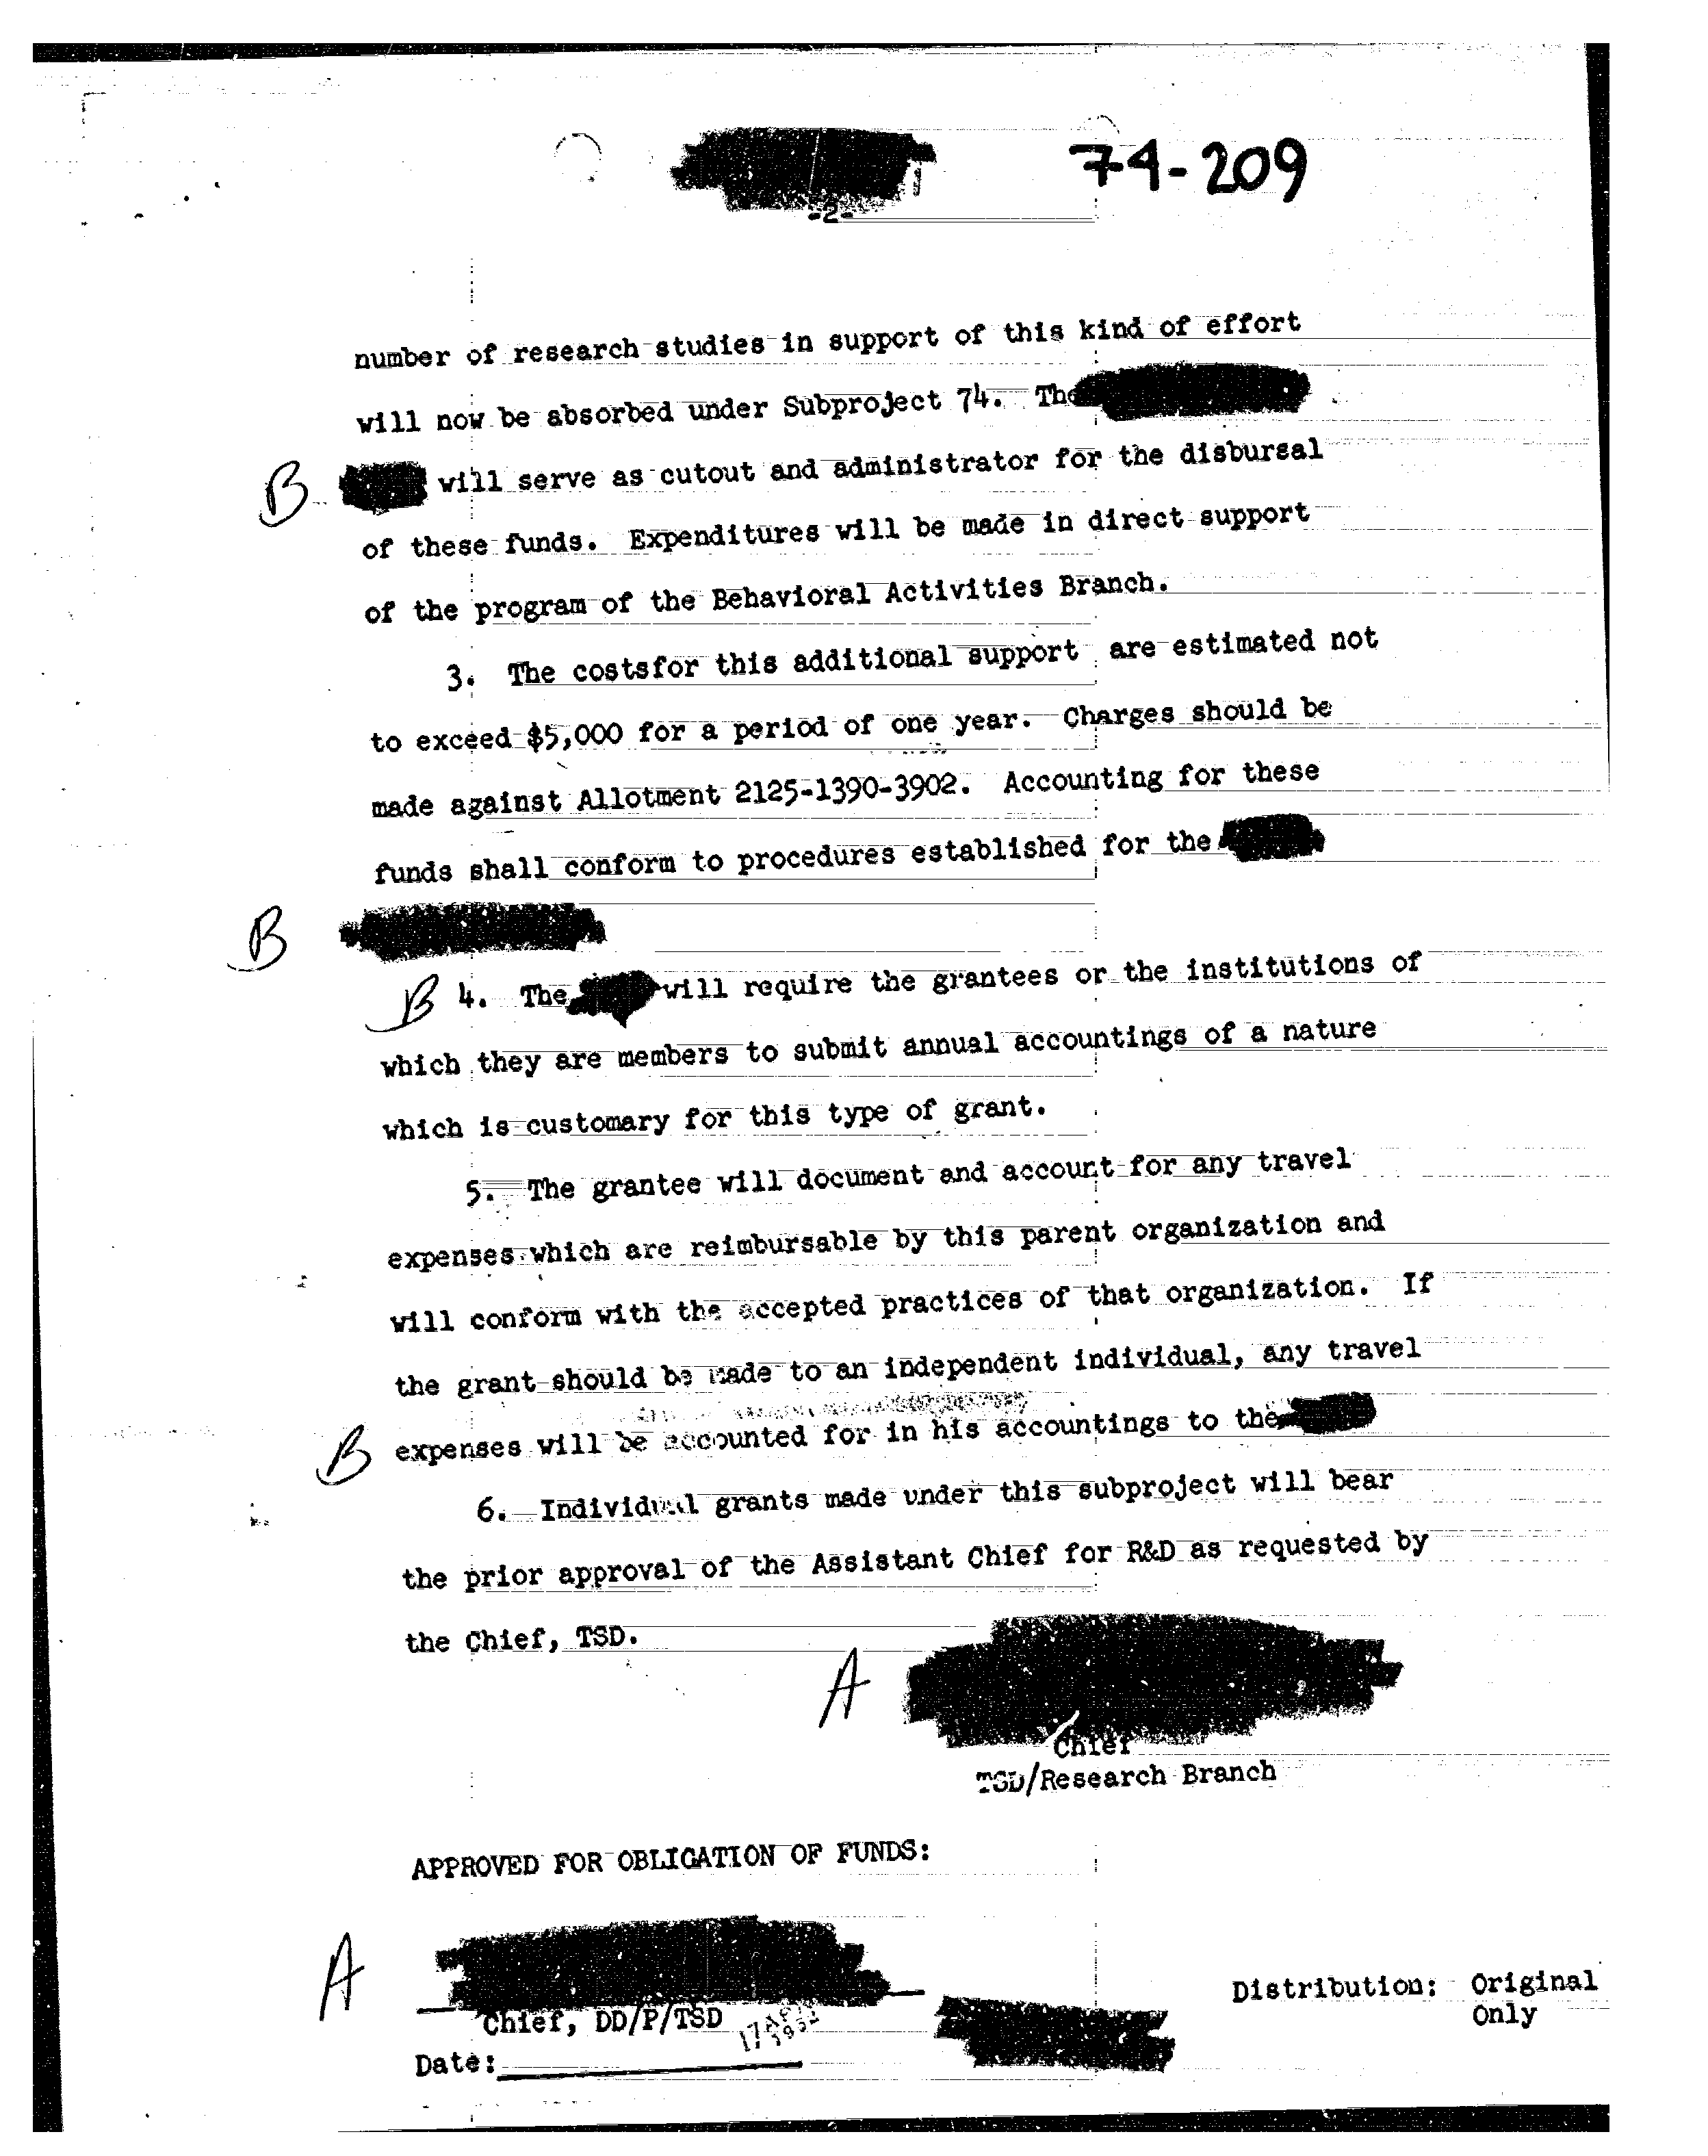 74-209
-2-
number of research studies in support of this kind of effort
will now be absorbed under Subproject 74. The
B will serve as cutout and administrator for the disbursal
of these funds. Expenditures will be made in direct support
of the program of the Behavioral Activities Branch.
3. The costsfor this additional support are estimated not
to exceed $5,000 for a period of one year. Charges should be
made against Allotment 2125-1390-3902. Accounting for these
funds shall conform to procedures established for the
B
B 4. The will require the grantees or the institutions of
which they are members to submit annual accountings of a nature
which is customary for this type of grant.
5. The grantee will document and account for any travel
expenses which are reimbursable by this parent organization and
will conform with the accepted practices of that organization. If
the grant should be made to an independent individual, any travel
B expenses will be accounted for in his accountings to the
6. Individual grants made under this subproject will bear
the prior approval of the Assistant Chief for R&D as requested by
the Chief, TSD.
A
Chief
TSD/Research Branch
APPROVED FOR OBLIGATION OF FUNDS:
A
Chief, DD/P/TSD
Date:
Distribution: Original
Only